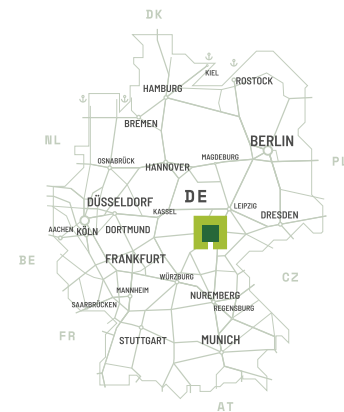 DK
KIEL
ROSTOCK
HAMBURG
BREMEN
BERLIN
NL
OSNABRÜCK
HANNOVER
MAGDEBURG
PL
DE
DÜSSELDORF
KASSEL
LEIPZIG
DRESDEN
AACHEN
KÖLN
DORTMUND
BE
FRANKFURT
WÜRZBURG
CZ
MANNHEIM
NUREMBERG
SAARBRÜCKEN
REGENSBURG
FR
STUTTGART
MUNICH
AT